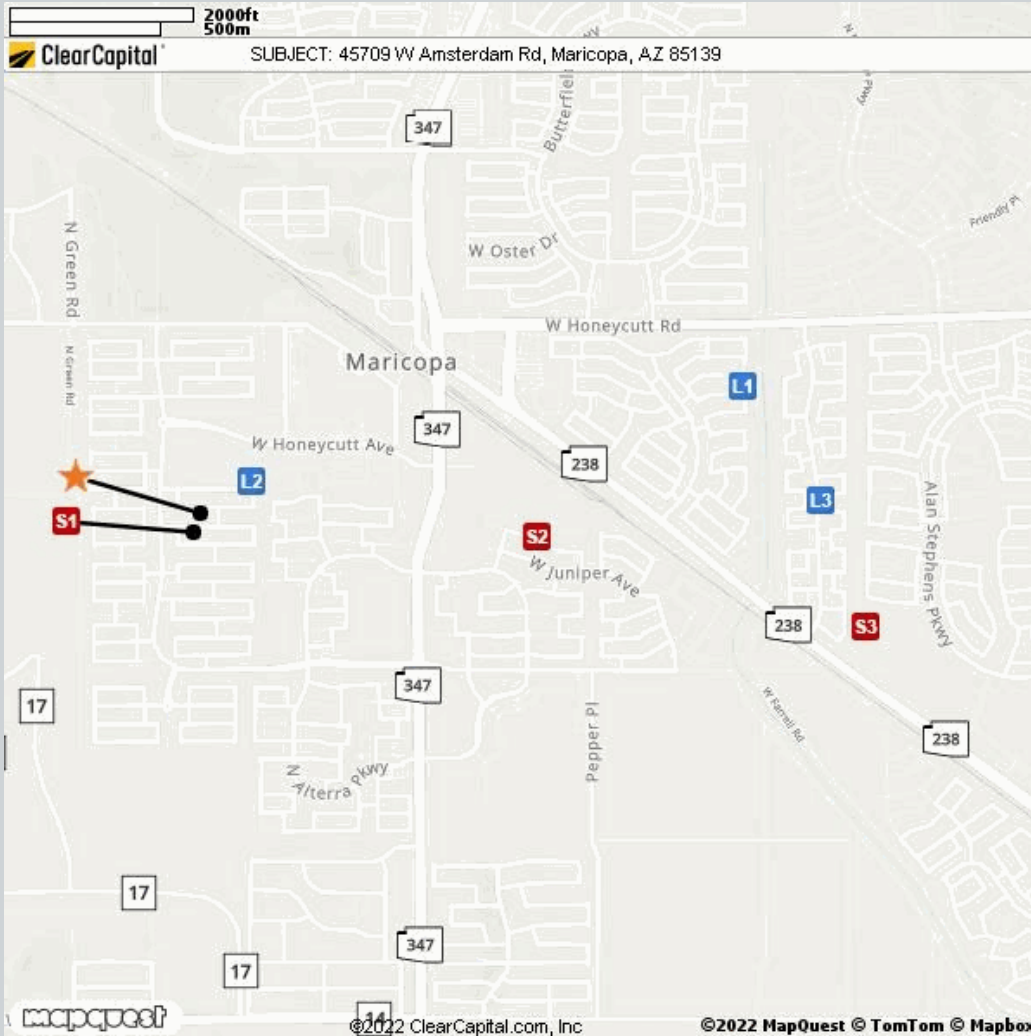 2000ft
500m
ClearCapital
SUBJECT: 45709 W Amsterdam Rd, Maricopa, AZ 85139
347
Butterfiel
Friendly Pl
N Green Rd
W Oster Dr
W Honeycutt Rd
N Green Rd
Maricopa
L1
347
W Honeycutt Ave
238
L2
L3
S1
S2
Alan Stephens Pkwy
W Juniper Ave
238
S3
347
17
W Farrell Rd
Pepper Pl
238
N Alterra Pkwy
17
347
17
14
mapquest
©2022 ClearCapital.com, Inc
©2022 MapQuest © TomTom © Mapbo